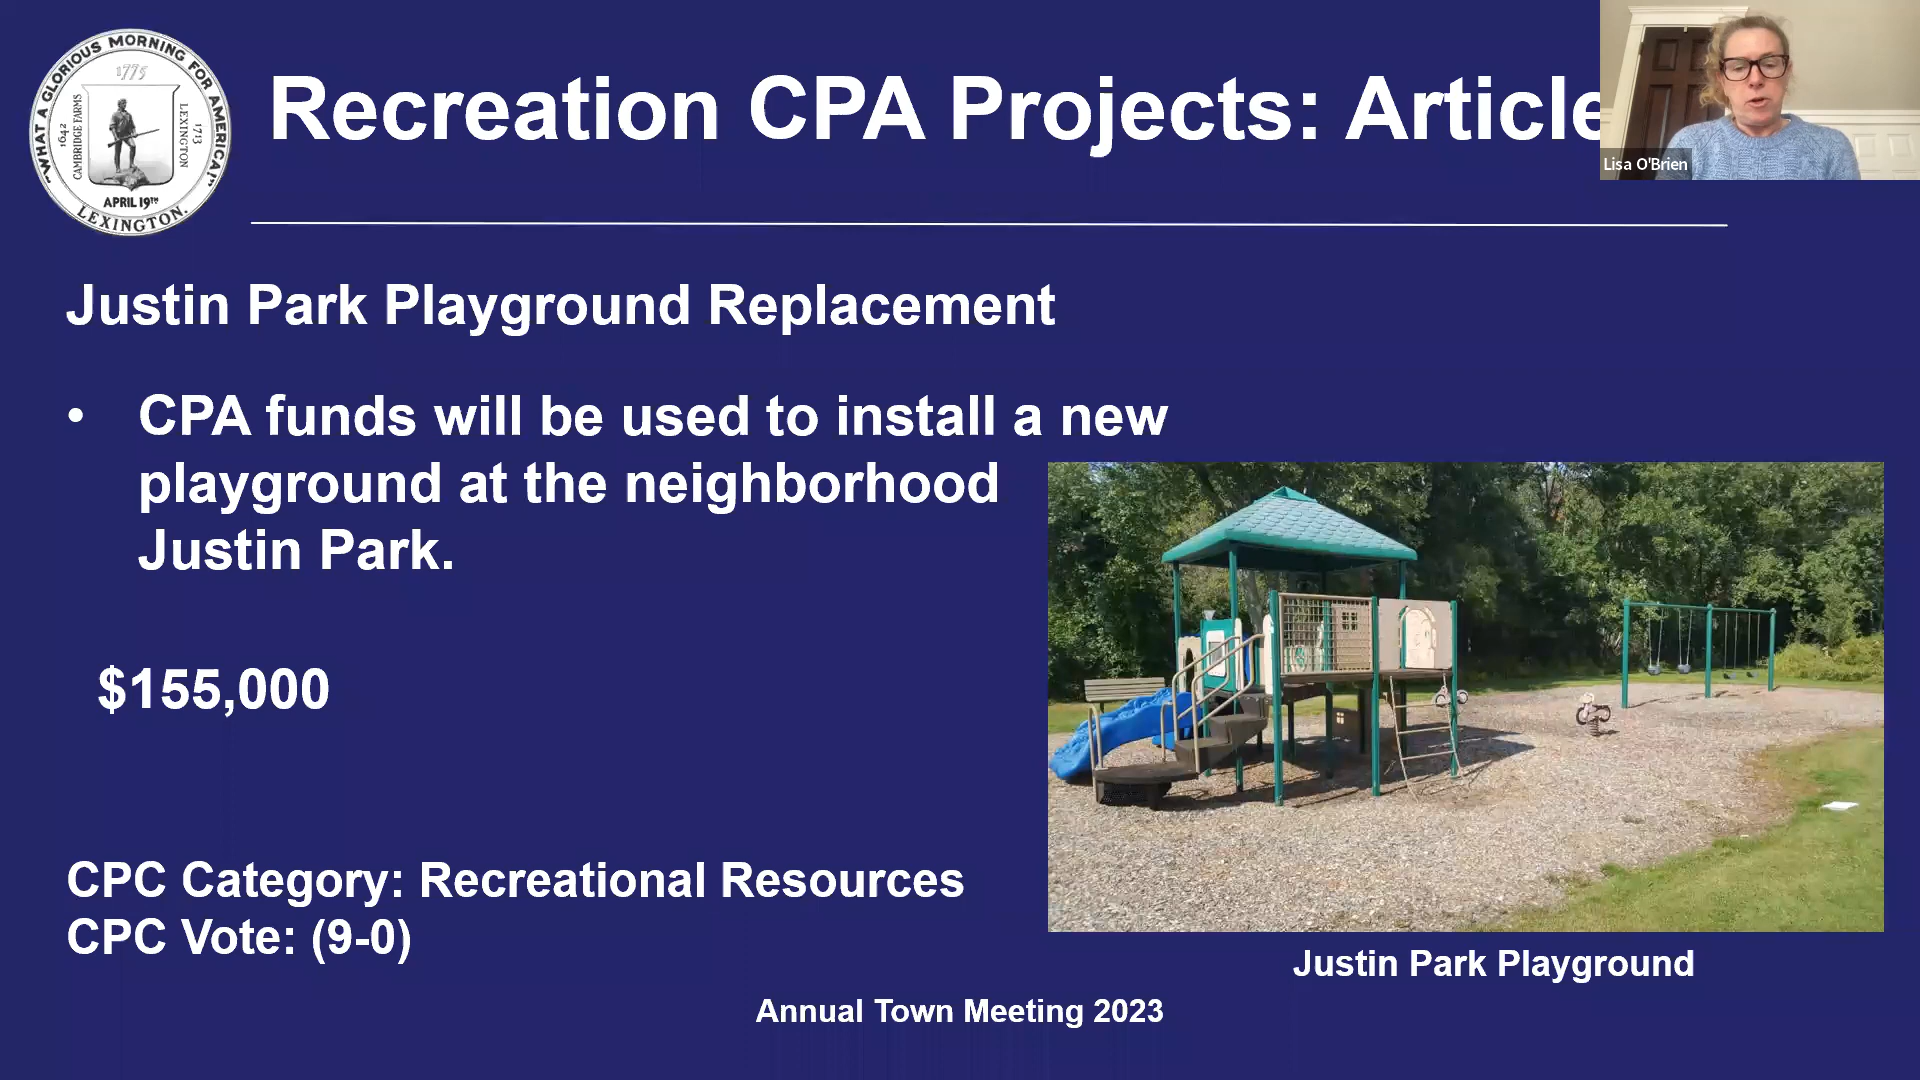 "WHAT A GLORIOUS MORNING FOR AMERICA!"
1775
1642
CAMBRIDGE FARMS
1713
LEXINGTON
APRIL 19TH
LEXINGTON.
Recreation CPA Projects: Article
Lisa O'Brien
Justin Park Playground Replacement
• CPA funds will be used to install a new
playground at the neighborhood
Justin Park.
$155,000
CPC Category: Recreational Resources
CPC Vote: (9-0)
Justin Park Playground
Annual Town Meeting 2023